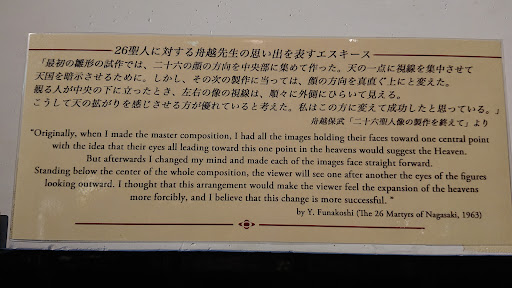 26聖人に対する舟越先生の思い出を表すエスキース
「最初の雛形の試作では、二十六の顔の方向を中央部に集めて作った。天の一点に視線を集中させて
天国を暗示させるために。しかし、その次の製作に当っては、顔の方向を真直ぐ上にと変えた。
観る人が中央の下に立ったとき、左右の像の視線は、順々に外側にひらいて見える。
こうして天の拡がりを感じさせる方が優れていると考えた。私はこの方に変えて成功したと思っている。」
舟越保武「二十六聖人像の製作を終えて」より
"Originally, when I made the master composition, I had all the images holding their faces toward one central point
with the idea that their eyes all leading toward this one point in the heavens would suggest the Heaven.
But afterwards I changed my mind and made each of the images face straight forward.
Standing below the center of the whole composition, the viewer will see one after another the eyes of the figures
looking outward. I thought that this arrangement would make the viewer feel the expansion of the heavens
more forcibly, and I believe that this change is more successful. "
by Y. Funakoshi (The 26 Martyrs of Nagasaki, 1963)